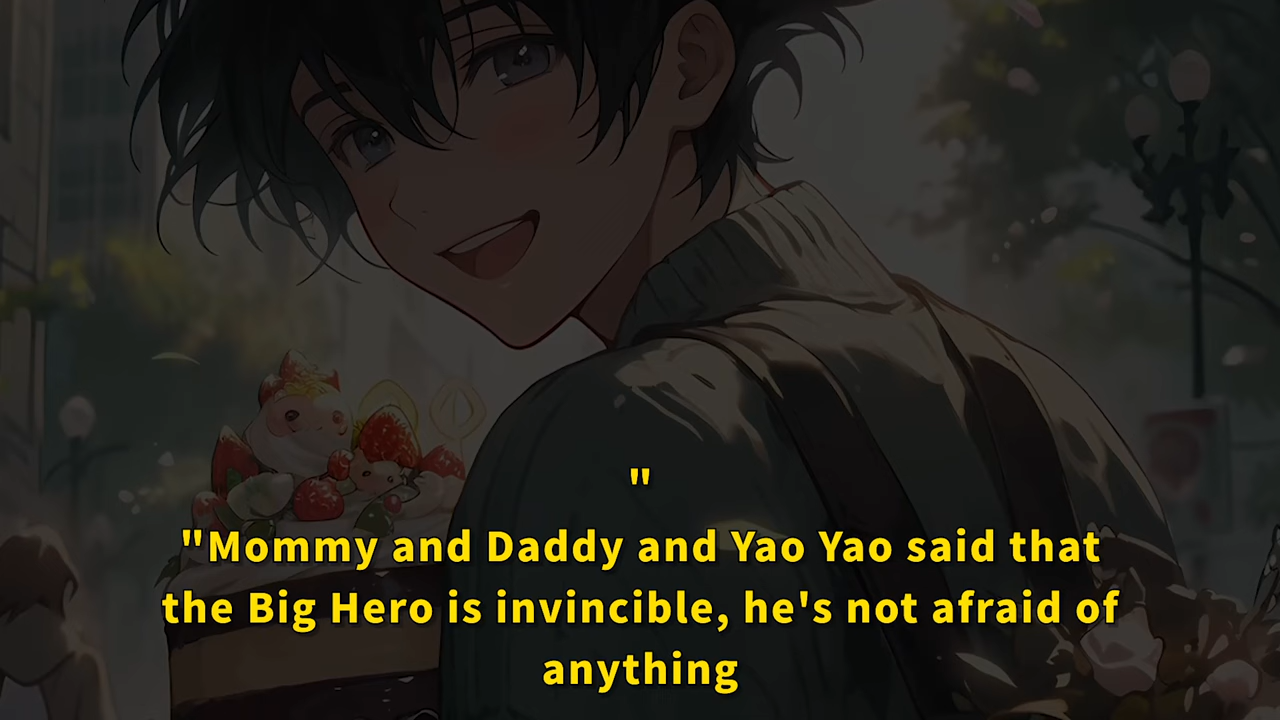 "
"Mommy and Daddy and Yao Yao said that
the Big Hero is invincible, he's not afraid of
anything